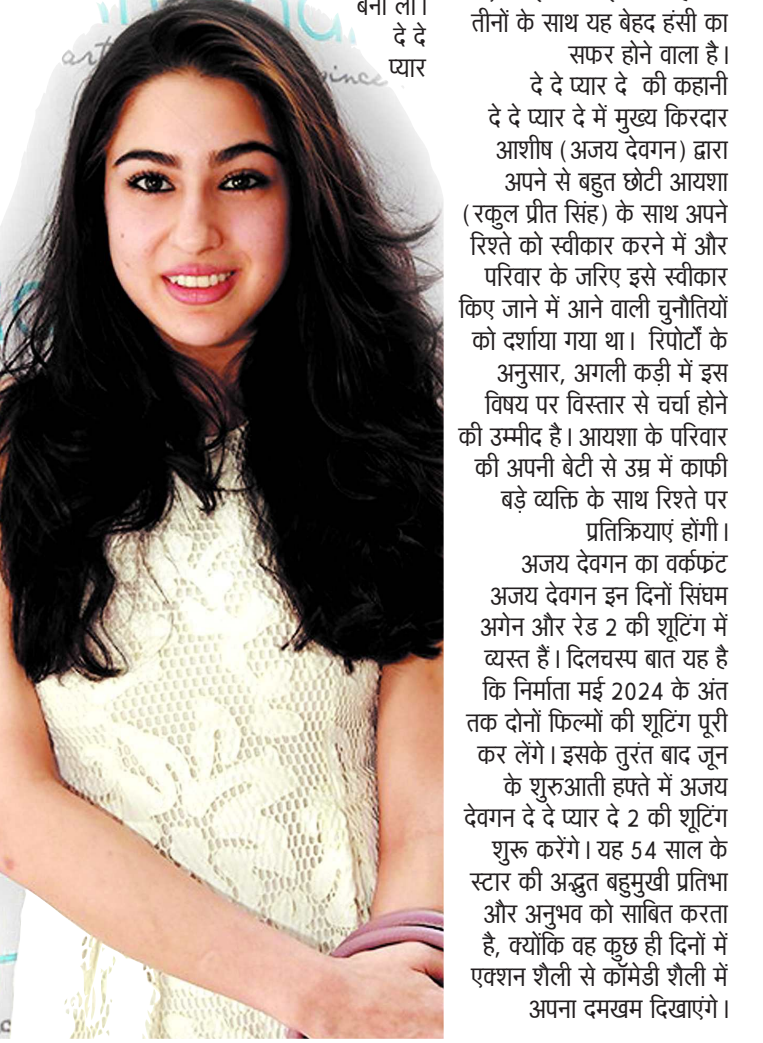 बना ली।
दे दे
प्यार
तीनों के साथ यह बेहद हंसी का
सफर होने वाला है।
दे दे प्यार दे की कहानी
दे दे प्यार दे में मुख्य किरदार
आशीष (अजय देवगन) द्वारा
अपने से बहुत छोटी आयशा
(रकुल प्रीत सिंह) के साथ अपने
रिश्ते को स्वीकार करने में और
परिवार के जरिए इसे स्वीकार
किए जाने में आने वाली चुनौतियों
को दर्शाया गया था। रिपोर्टों के
अनुसार, अगली कड़ी में इस
विषय पर विस्तार से चर्चा होने
की उम्मीद है। आयशा के परिवार
की अपनी बेटी से उम्र में काफी
बड़े व्यक्ति के साथ रिश्ते पर
प्रतिक्रियाएं होंगी।
अजय देवगन का वर्कफ्रंट
अजय देवगन इन दिनों सिंघम
अगेन और रेड 2 की शूटिंग में
व्यस्त हैं। दिलचस्प बात यह है
कि निर्माता मई 2024 के अंत
तक दोनों फिल्मों की शूटिंग पूरी
कर लेंगे। इसके तुरंत बाद जून
के शुरुआती हफ्ते में अजय
देवगन दे दे प्यार दे 2 की शूटिंग
शुरू करेंगे। यह 54 साल के
स्टार की अद्भुत बहुमुखी प्रतिभा
और अनुभव को साबित करता
है, क्योंकि वह कुछ ही दिनों में
एक्शन शैली से कॉमेडी शैली में
अपना दमखम दिखाएंगे।